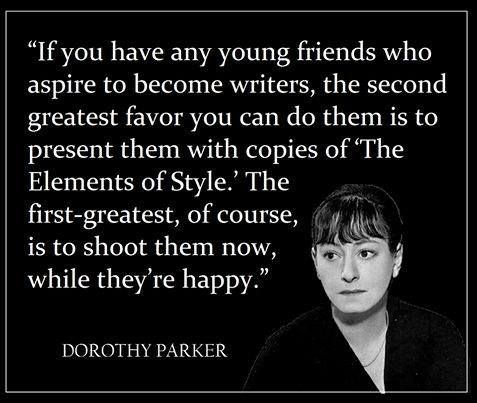 “If you have any young friends who
aspire to become writers, the second
greatest favor you can do them is to
present them with copies of ‘The
Elements of Style.’ The
first-greatest, of course,
is to shoot them now,
while they’re happy.”
DOROTHY PARKER